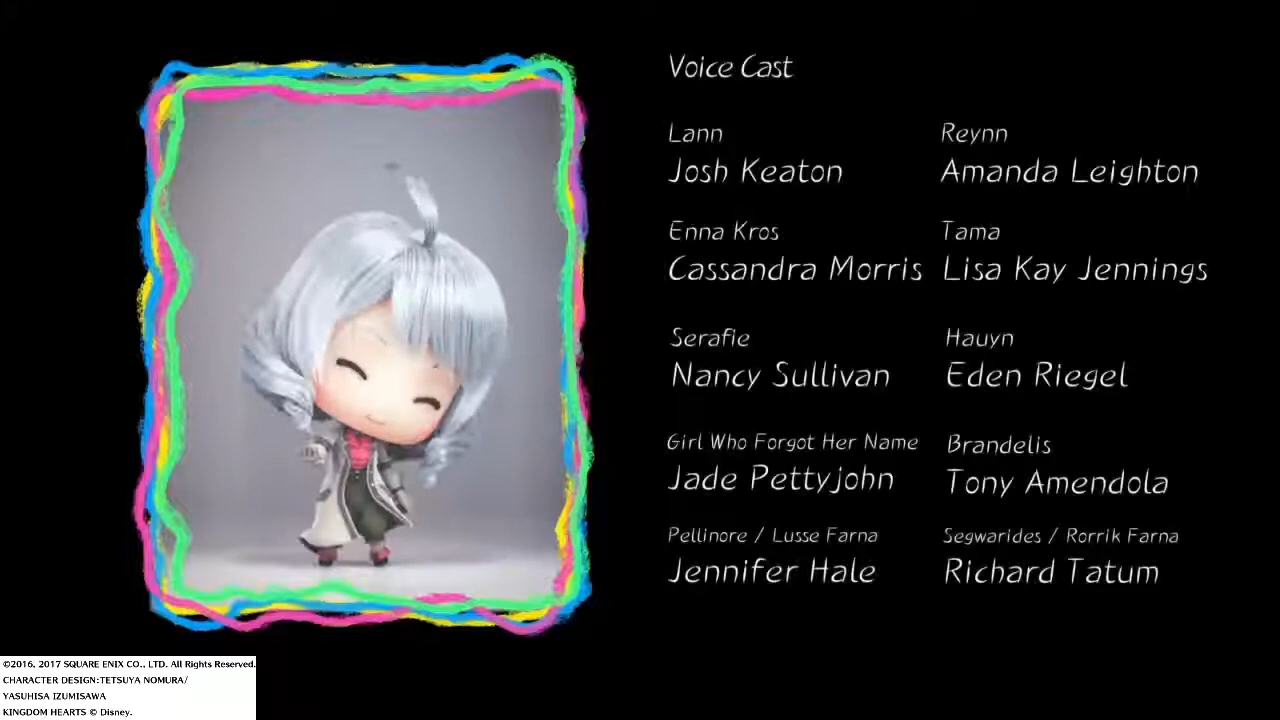 Voice Cast
Lann
Josh Keaton
Reynn
Amanda Leighton
Enna Kros
Cassandra Morris
Tama
Lisa Kay Jennings
Serafie
Nancy Sullivan
Hauyn
Eden Riegel
Girl Who Forgot Her Name
Jade Pettyjohn
Brandelis
Tony Amendola
Pellinore / Lusse Farna
Jennifer Hale
Segwarides / Rorrik Farna
Richard Tatum
©2016, 2017 SQUARE ENIX CO., LTD. All Rights Reserved.
CHARACTER DESIGN:TETSUYA NOMURA/
YASUHISA IZUMISAWA
KINGDOM HEARTS © Disney.